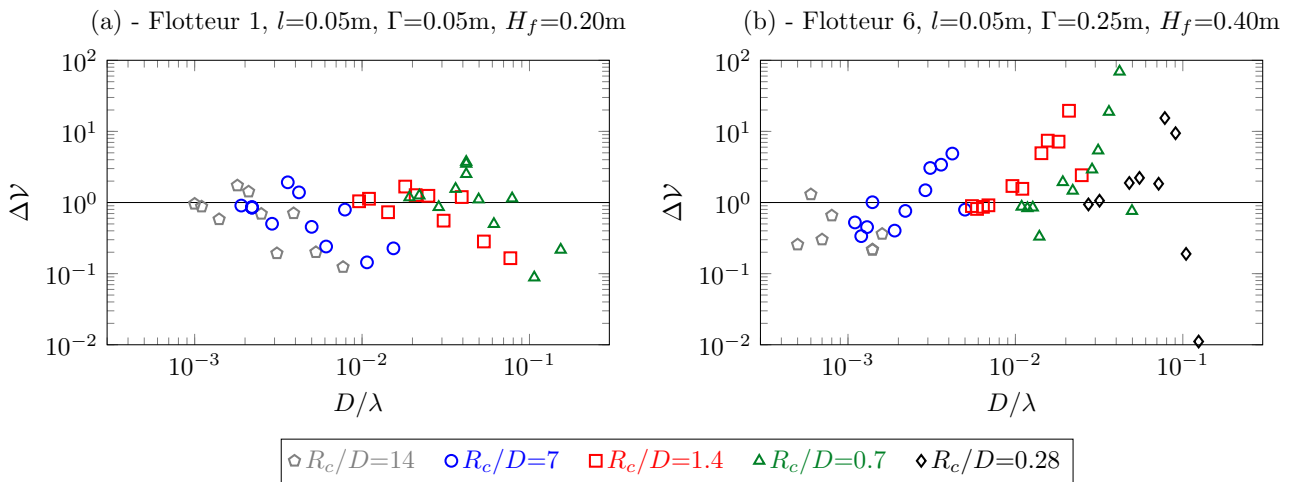 (a) - Flotteur 1, l=0.05m, Γ=0.05m, H_f=0.20m
(b) - Flotteur 6, l=0.05m, Γ=0.25m, H_f=0.40m
10^2
10^1
10^0
10^−1
10^−2
Δ𝒱
10^−3
10^−2
10^−1
D/λ
10^2
10^1
10^0
10^−1
10^−2
Δ𝒱
10^−3
10^−2
10^−1
D/λ
R_c/D=14 R_c/D=7 R_c/D=1.4 R_c/D=0.7 R_c/D=0.28